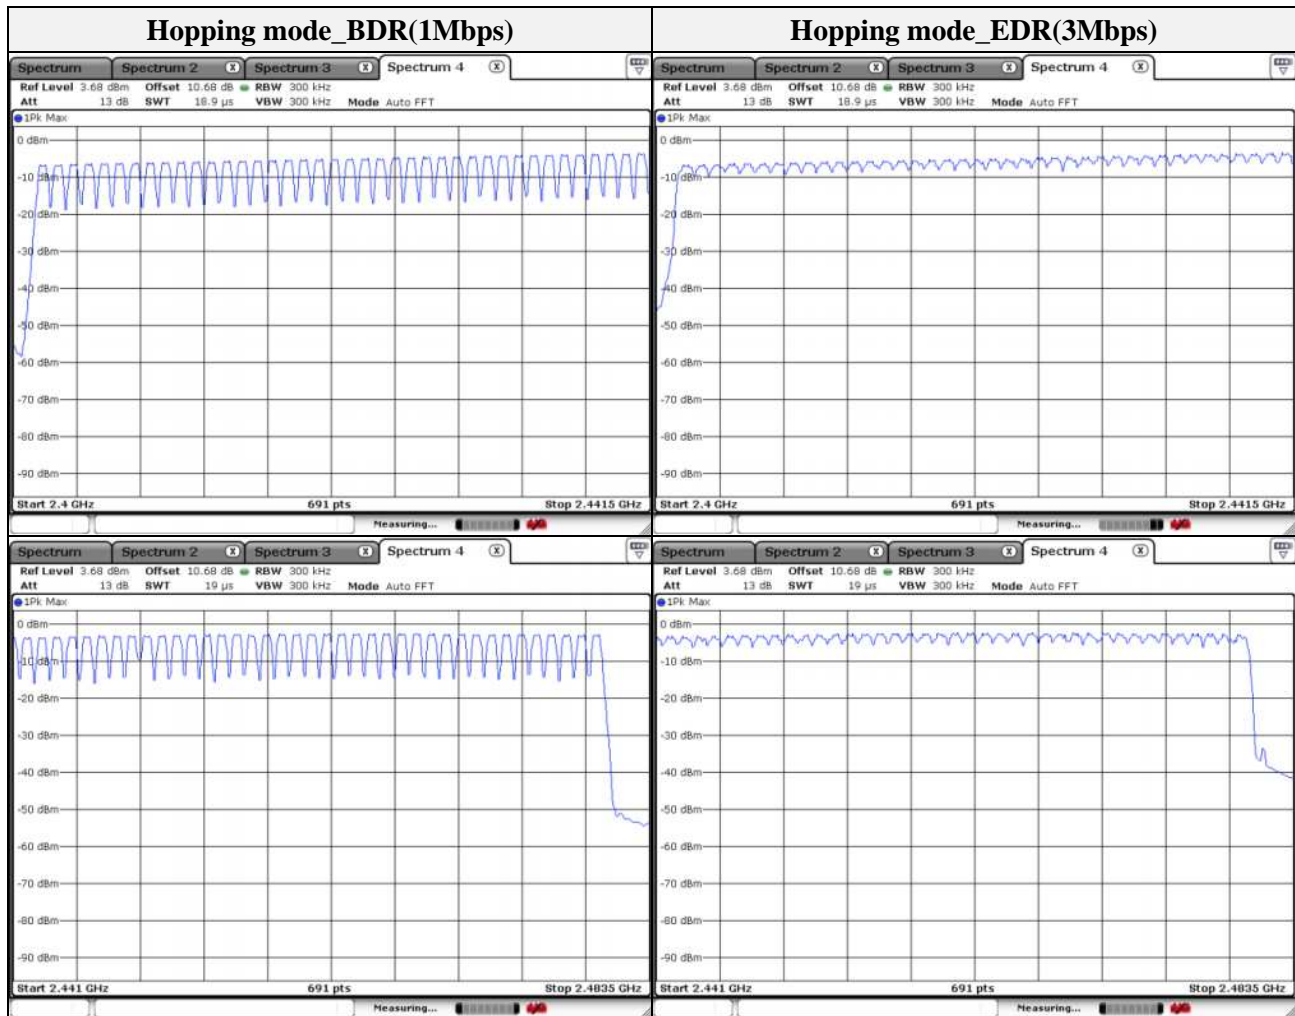 Hopping mode_BDR(1Mbps)
Hopping mode_EDR(3Mbps)
Spectrum Spectrum 2 X Spectrum 3 X Spectrum 4 X
Ref Level 3.68 dBm Offset 10.68 dB RBW 300 kHz
Att 13 dB SWT 18.9 µs VBW 300 kHz Mode Auto FFT
1Pk Max
0 dBm
-10 dBm
-20 dBm
-30 dBm
-40 dBm
-50 dBm
-60 dBm
-70 dBm
-80 dBm
-90 dBm
Start 2.4 GHz 691 pts Stop 2.4415 GHz
Measuring...
Spectrum Spectrum 2 X Spectrum 3 X Spectrum 4 X
Ref Level 3.68 dBm Offset 10.68 dB RBW 300 kHz
Att 13 dB SWT 18.9 µs VBW 300 kHz Mode Auto FFT
1Pk Max
0 dBm
-10 dBm
-20 dBm
-30 dBm
-40 dBm
-50 dBm
-60 dBm
-70 dBm
-80 dBm
-90 dBm
Start 2.4 GHz 691 pts Stop 2.4415 GHz
Measuring...
Spectrum Spectrum 2 X Spectrum 3 X Spectrum 4 X
Ref Level 3.68 dBm Offset 10.68 dB RBW 300 kHz
Att 13 dB SWT 19 µs VBW 300 kHz Mode Auto FFT
1Pk Max
0 dBm
-10 dBm
-20 dBm
-30 dBm
-40 dBm
-50 dBm
-60 dBm
-70 dBm
-80 dBm
-90 dBm
Start 2.441 GHz 691 pts Stop 2.4835 GHz
Measuring...
Spectrum Spectrum 2 X Spectrum 3 X Spectrum 4 X
Ref Level 3.68 dBm Offset 10.68 dB RBW 300 kHz
Att 13 dB SWT 19 µs VBW 300 kHz Mode Auto FFT
1Pk Max
0 dBm
-10 dBm
-20 dBm
-30 dBm
-40 dBm
-50 dBm
-60 dBm
-70 dBm
-80 dBm
-90 dBm
Start 2.441 GHz 691 pts Stop 2.4835 GHz
Measuring...